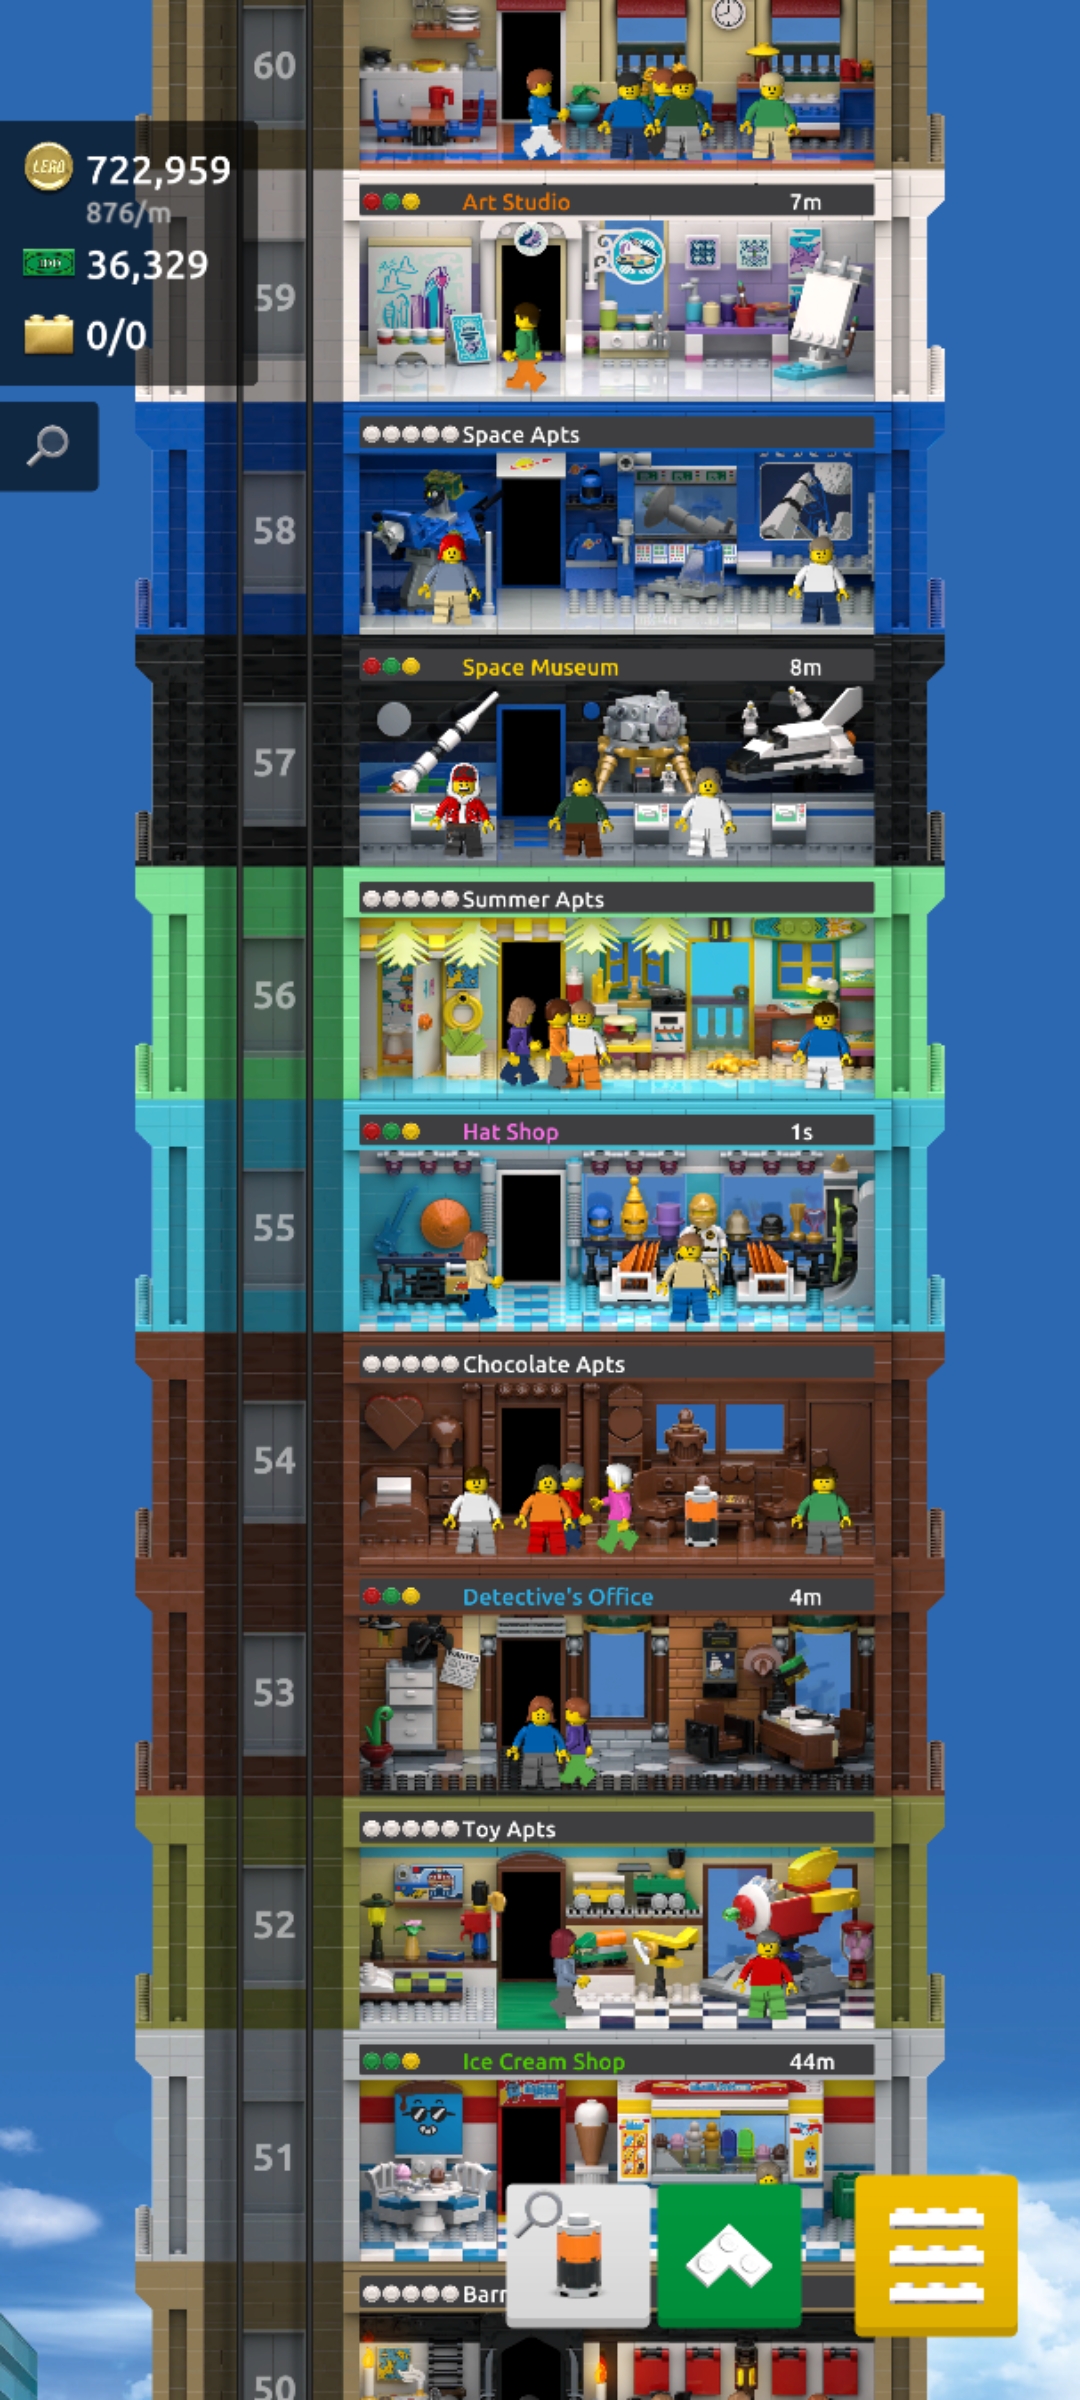 60
LEGO 722,959
876/m
36,329
0/0
Art Studio 7m
59
Space Apts
58
Space Museum 8m
57
Summer Apts
56
Hat Shop 1s
55
Chocolate Apts
54
Detective's Office 4m
WANTED
53
Toy Apts
52
Ice Cream Shop 44m
51
Barr
50